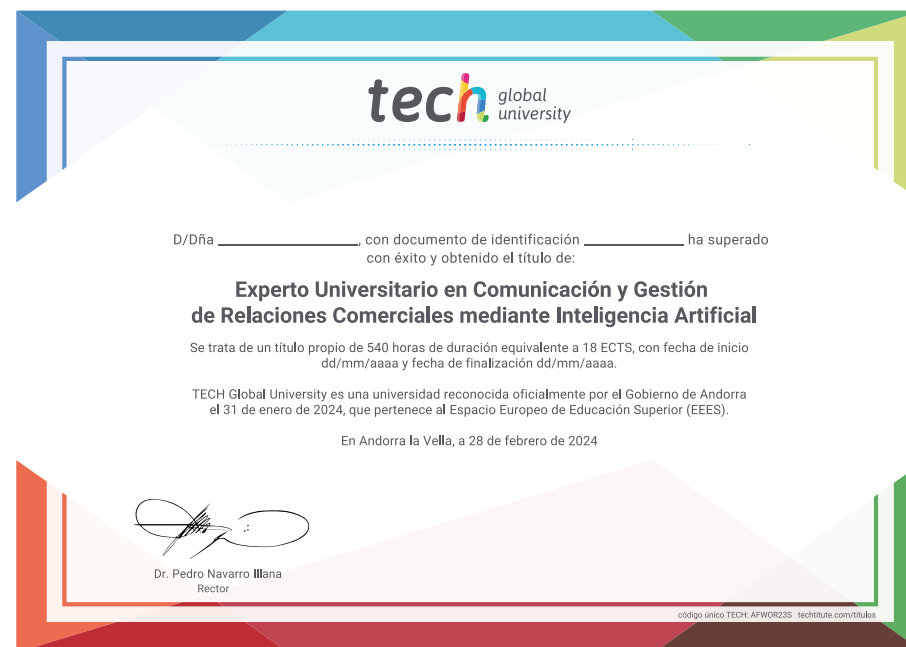 tech global university
D/Dña ____________________, con documento de identificación ______________ ha superado
con éxito y obtenido el título de:
Experto Universitario en Comunicación y Gestión
de Relaciones Comerciales mediante Inteligencia Artificial
Se trata de un título propio de 540 horas de duración equivalente a 18 ECTS, con fecha de inicio
dd/mm/aaaa y fecha de finalización dd/mm/aaaa.
TECH Global University es una universidad reconocida oficialmente por el Gobierno de Andorra
el 31 de enero de 2024, que pertenece al Espacio Europeo de Educación Superior (EEES).
En Andorra la Vella, a 28 de febrero de 2024
Dr. Pedro Navarro Illana
Rector
código único TECH: AFWOR23S techtitute.com/titulos